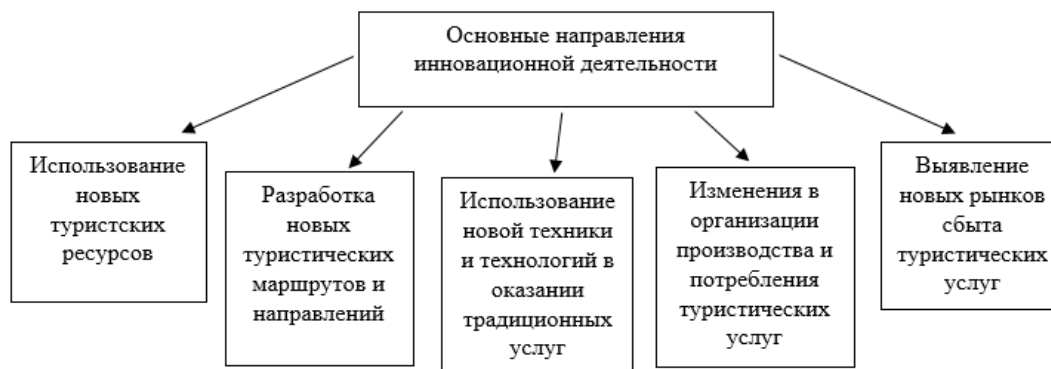 Основные направления
инновационной деятельности
Использование
новых
туристских
ресурсов
Разработка
новых
туристических
маршрутов и
направлений
Использование
новой техники
и технологий в
оказании
традиционных
услуг
Изменения в
организации
производства и
потребления
туристических
услуг
Выявление
новых рынков
сбыта
туристических
услуг